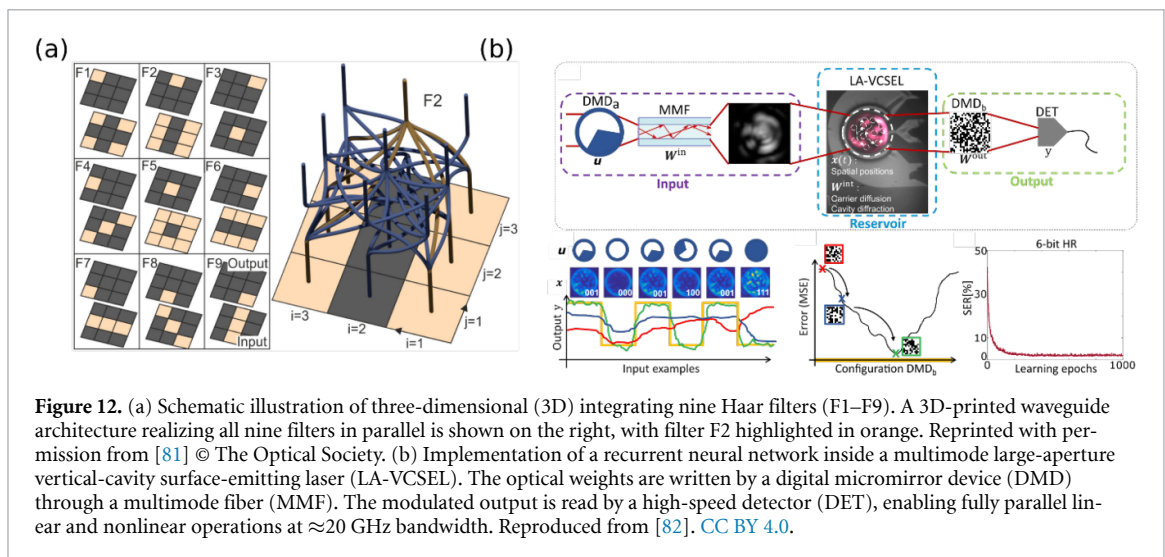 (a)
F1
F2
F3
F4
F5
F6
F7
F8
F9 Output
Input
F2
j=3
j=2
j=1
i=3
i=2
i=1
(b)
LA-VCSEL
DMDₐ
MMF
DMD_b
DET
u
Wⁱⁿ
x(t):
Spatial positions
Wⁱⁿᵗ:
Carrier diffusion
Cavity diffraction
Wᵒᵘᵗ
y
Input
Reservoir
Output
u
x
001
000
001
100
001
111
Output y
Input examples
Error (MSE)
Configuration DMD_b
6-bit HR
SER[%]
50
0
0
1000
Learning epochs
Figure 12. (a) Schematic illustration of three-dimensional (3D) integrating nine Haar filters (F1–F9). A 3D-printed waveguide
architecture realizing all nine filters in parallel is shown on the right, with filter F2 highlighted in orange. Reprinted with per-
mission from [81] © The Optical Society. (b) Implementation of a recurrent neural network inside a multimode large-aperture
vertical-cavity surface-emitting laser (LA-VCSEL). The optical weights are written by a digital micromirror device (DMD)
through a multimode fiber (MMF). The modulated output is read by a high-speed detector (DET), enabling fully parallel lin-
ear and nonlinear operations at ≈20 GHz bandwidth. Reproduced from [82]. CC BY 4.0.